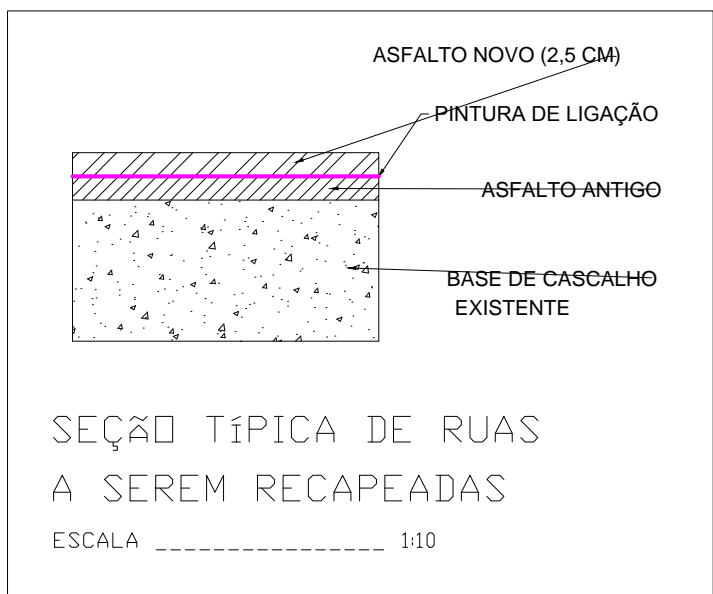 ASFALTO NOVO (2,5 CM)
PINTURA DE LIGAÇÃO
ASFALTO ANTIGO
BASE DE CASCALHO
EXISTENTE
SEÇÃO TÍPICA DE RUAS
A SEREM RECAPEADAS
ESCALA ________________ 1:10